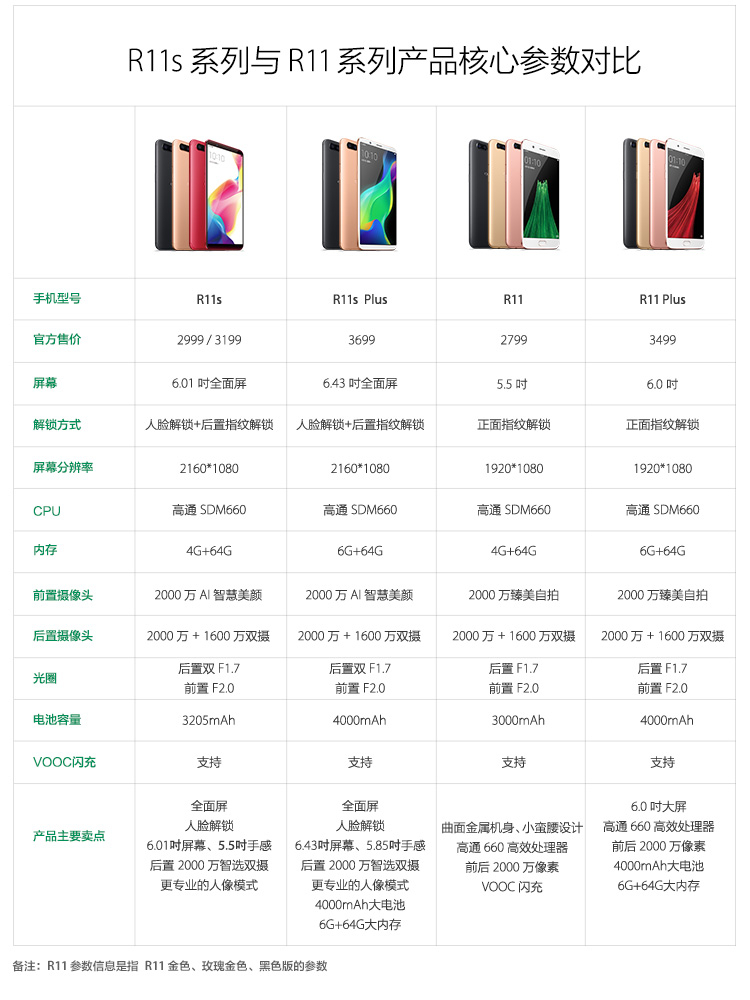 R11s 系列与 R11 系列产品核心参数对比
手机型号 R11s R11s Plus R11 R11 Plus
官方售价 2999 / 3199 3699 2799 3499
屏幕 6.01 吋全面屏 6.43 吋全面屏 5.5 吋 6.0 吋
解锁方式 人脸解锁+后置指纹解锁 人脸解锁+后置指纹解锁 正面指纹解锁 正面指纹解锁
屏幕分辨率 2160*1080 2160*1080 1920*1080 1920*1080
CPU 高通 SDM660 高通 SDM660 高通 SDM660 高通 SDM660
内存 4G+64G 6G+64G 4G+64G 6G+64G
前置摄像头 2000 万 AI 智慧美颜 2000 万 AI 智慧美颜 2000 万臻美自拍 2000 万臻美自拍
后置摄像头 2000 万 + 1600 万双摄 2000 万 + 1600 万双摄 2000 万 + 1600 万双摄 2000 万 + 1600 万双摄
光圈
后置双 F1.7
前置 F2.0
后置双 F1.7
前置 F2.0
后置 F1.7
前置 F2.0
后置 F1.7
前置 F2.0
电池容量 3205mAh 4000mAh 3000mAh 4000mAh
VOOC闪充 支持 支持 支持 支持
产品主要卖点
全面屏
人脸解锁
6.01吋屏幕、5.5吋手感
后置 2000 万智选双摄
更专业的人像模式
全面屏
人脸解锁
6.43吋屏幕、5.85吋手感
后置 2000 万智选双摄
更专业的人像模式
4000mAh大电池
6G+64G大内存
曲面金属机身、小蛮腰设计
高通 660 高效处理器
前后 2000 万像素
VOOC 闪充
6.0 吋大屏
高通 660 高效处理器
前后 2000 万像素
4000mAh大电池
6G+64G大内存
备注：R11 参数信息是指 R11 金色、玫瑰金色、黑色版的参数